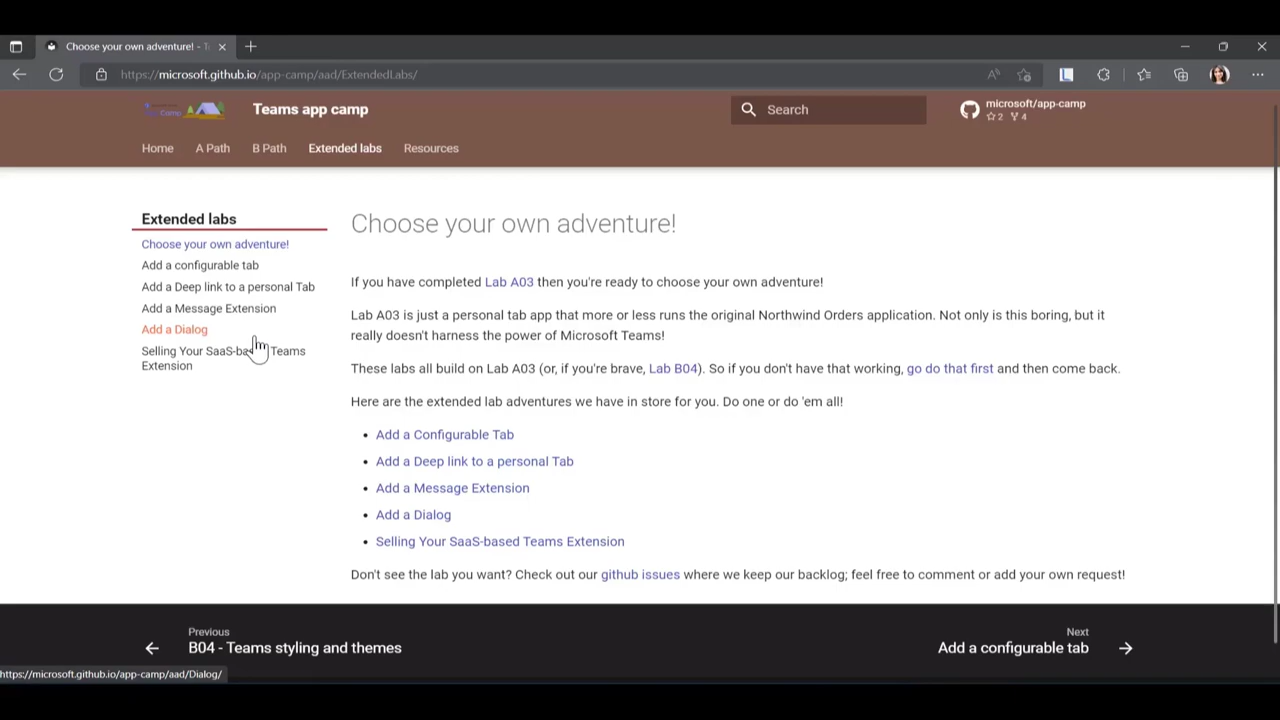 Choose your own adventure! - T
https://microsoft.github.io/app-camp/aad/ExtendedLabs/
Camp
Teams app camp
Search
microsoft/app-camp
2 4
Home A Path B Path Extended labs Resources
Extended labs
Choose your own adventure!
Add a configurable tab
Add a Deep link to a personal Tab
Add a Message Extension
Add a Dialog
Selling Your SaaS-ba Teams
Extension
Choose your own adventure!
If you have completed Lab A03 then you're ready to choose your own adventure!
Lab A03 is just a personal tab app that more or less runs the original Northwind Orders application. Not only is this boring, but it
really doesn't harness the power of Microsoft Teams!
These labs all build on Lab A03 (or, if you're brave, Lab B04). So if you don't have that working, go do that first and then come back.
Here are the extended lab adventures we have in store for you. Do one or do 'em all!
• Add a Configurable Tab
• Add a Deep link to a personal Tab
• Add a Message Extension
• Add a Dialog
• Selling Your SaaS-based Teams Extension
Don't see the lab you want? Check out our github issues where we keep our backlog; feel free to comment or add your own request!
Previous
B04 - Teams styling and themes
Next
Add a configurable tab
https://microsoft.github.io/app-camp/aad/Dialog/